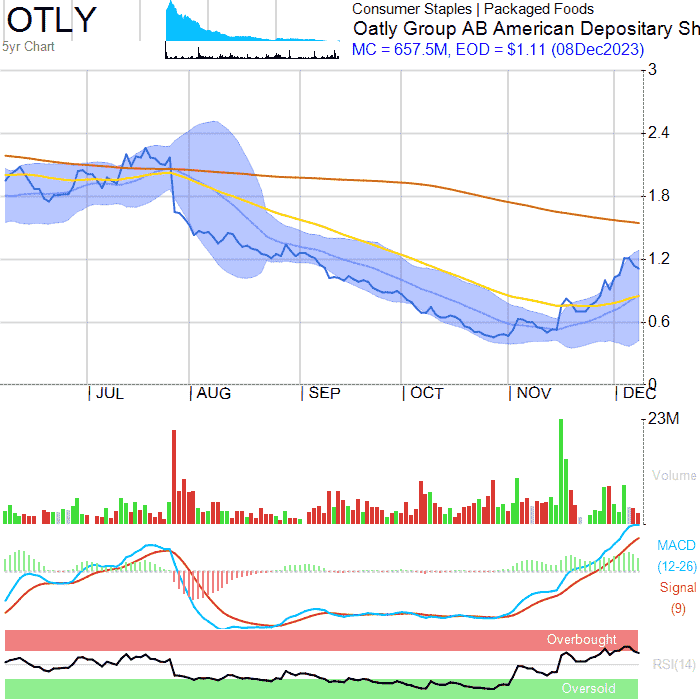 OTLY
5yr Chart
Consumer Staples | Packaged Foods
Oatly Group AB American Depositary Sh
MC = 657.5M, EOD = $1.11 (08Dec2023)
3
2.4
1.8
1.2
0.6
0
| JUL | AUG | SEP | OCT | NOV | DEC
23M
Volume
MACD
(12-26)
Signal
(9)
Overbought
RSI(14)
Oversold